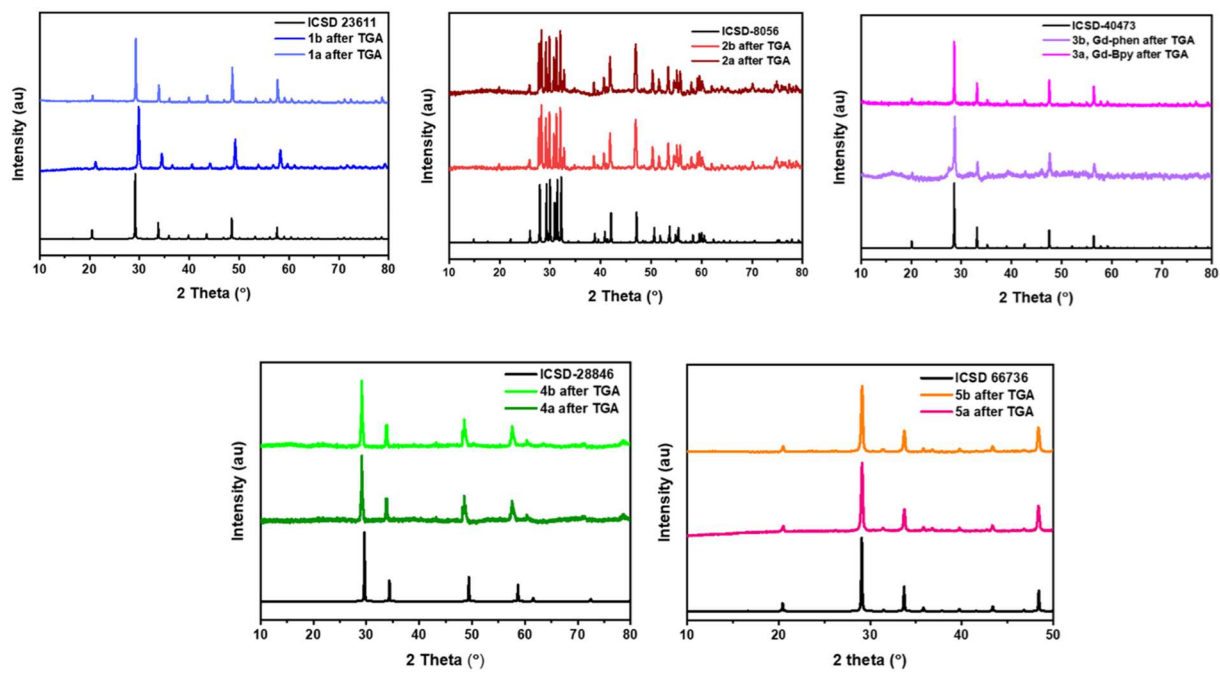 ICSD 23611
1b after TGA
1a after TGA
Intensity (au)
10 20 30 40 50 60 70 80
2 Theta (°)
ICSD-8056
2b after TGA
2a after TGA
Intensity (au)
10 20 30 40 50 60 70 80
2 Theta (°)
ICSD-40473
3b, Gd-phen after TGA
3a, Gd-Bpy after TGA
Intensity (au)
10 20 30 40 50 60 70 80
2 Theta (°)
ICSD-28846
4b after TGA
4a after TGA
Intensity (au)
10 20 30 40 50 60 70 80
2 Theta (°)
ICSD 66736
5b after TGA
5a after TGA
Intensity (au)
10 20 30 40 50
2 theta (°)